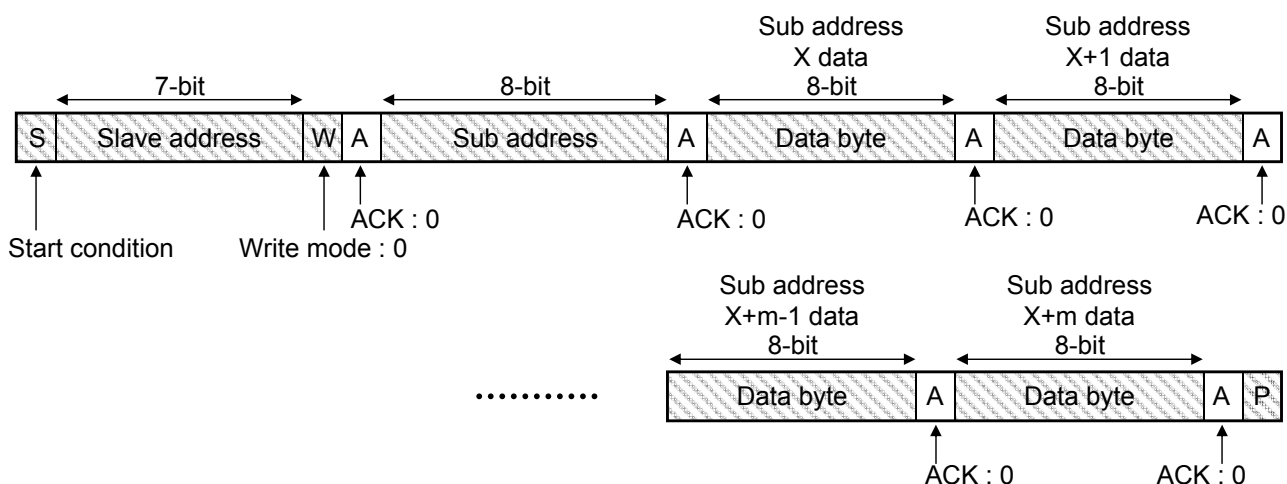 Sub address
X data
8-bit
Sub address
X+1 data
8-bit
7-bit
8-bit
S Slave address W A Sub address A Data byte A Data byte A
ACK : 0 ACK : 0 ACK : 0 ACK : 0
Start condition Write mode : 0
Sub address
X+m-1 data
8-bit
Sub address
X+m data
8-bit
Data byte A Data byte A P
ACK : 0 ACK : 0